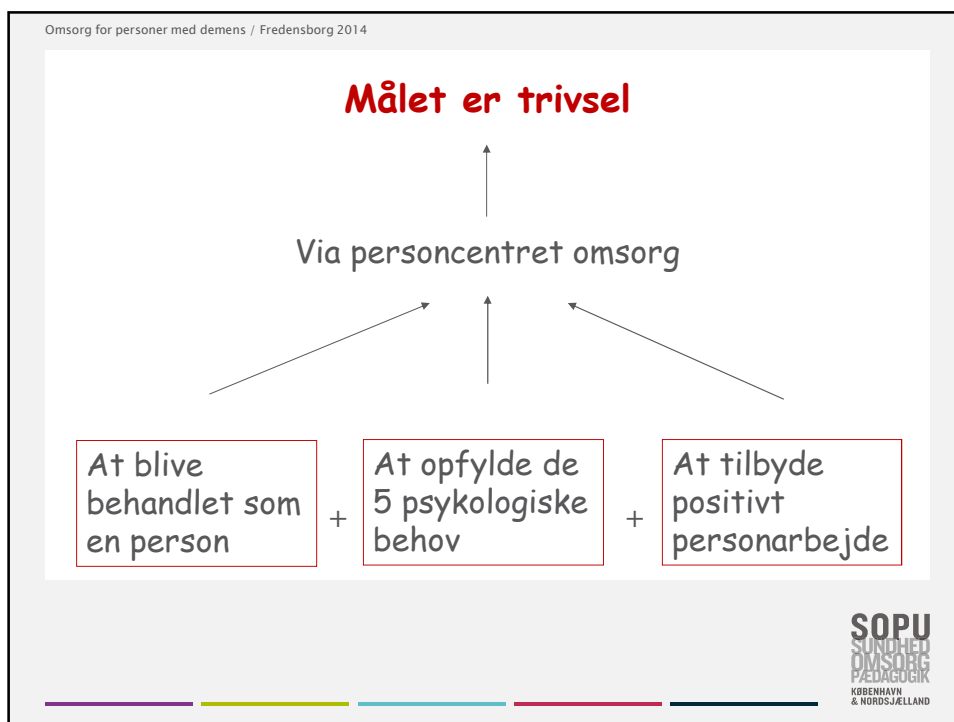 Omsorg for personer med demens / Fredensborg 2014
Målet er trivsel
Via personcentret omsorg
At blive
behandlet som
en person
+
At opfylde de
5 psykologiske
behov
+
At tilbyde
positivt
personarbejde
SOPU
SUNDHED
OMSORG
PÆDAGOGIK
KØBENHAVN
& NORDSJÆLLAND